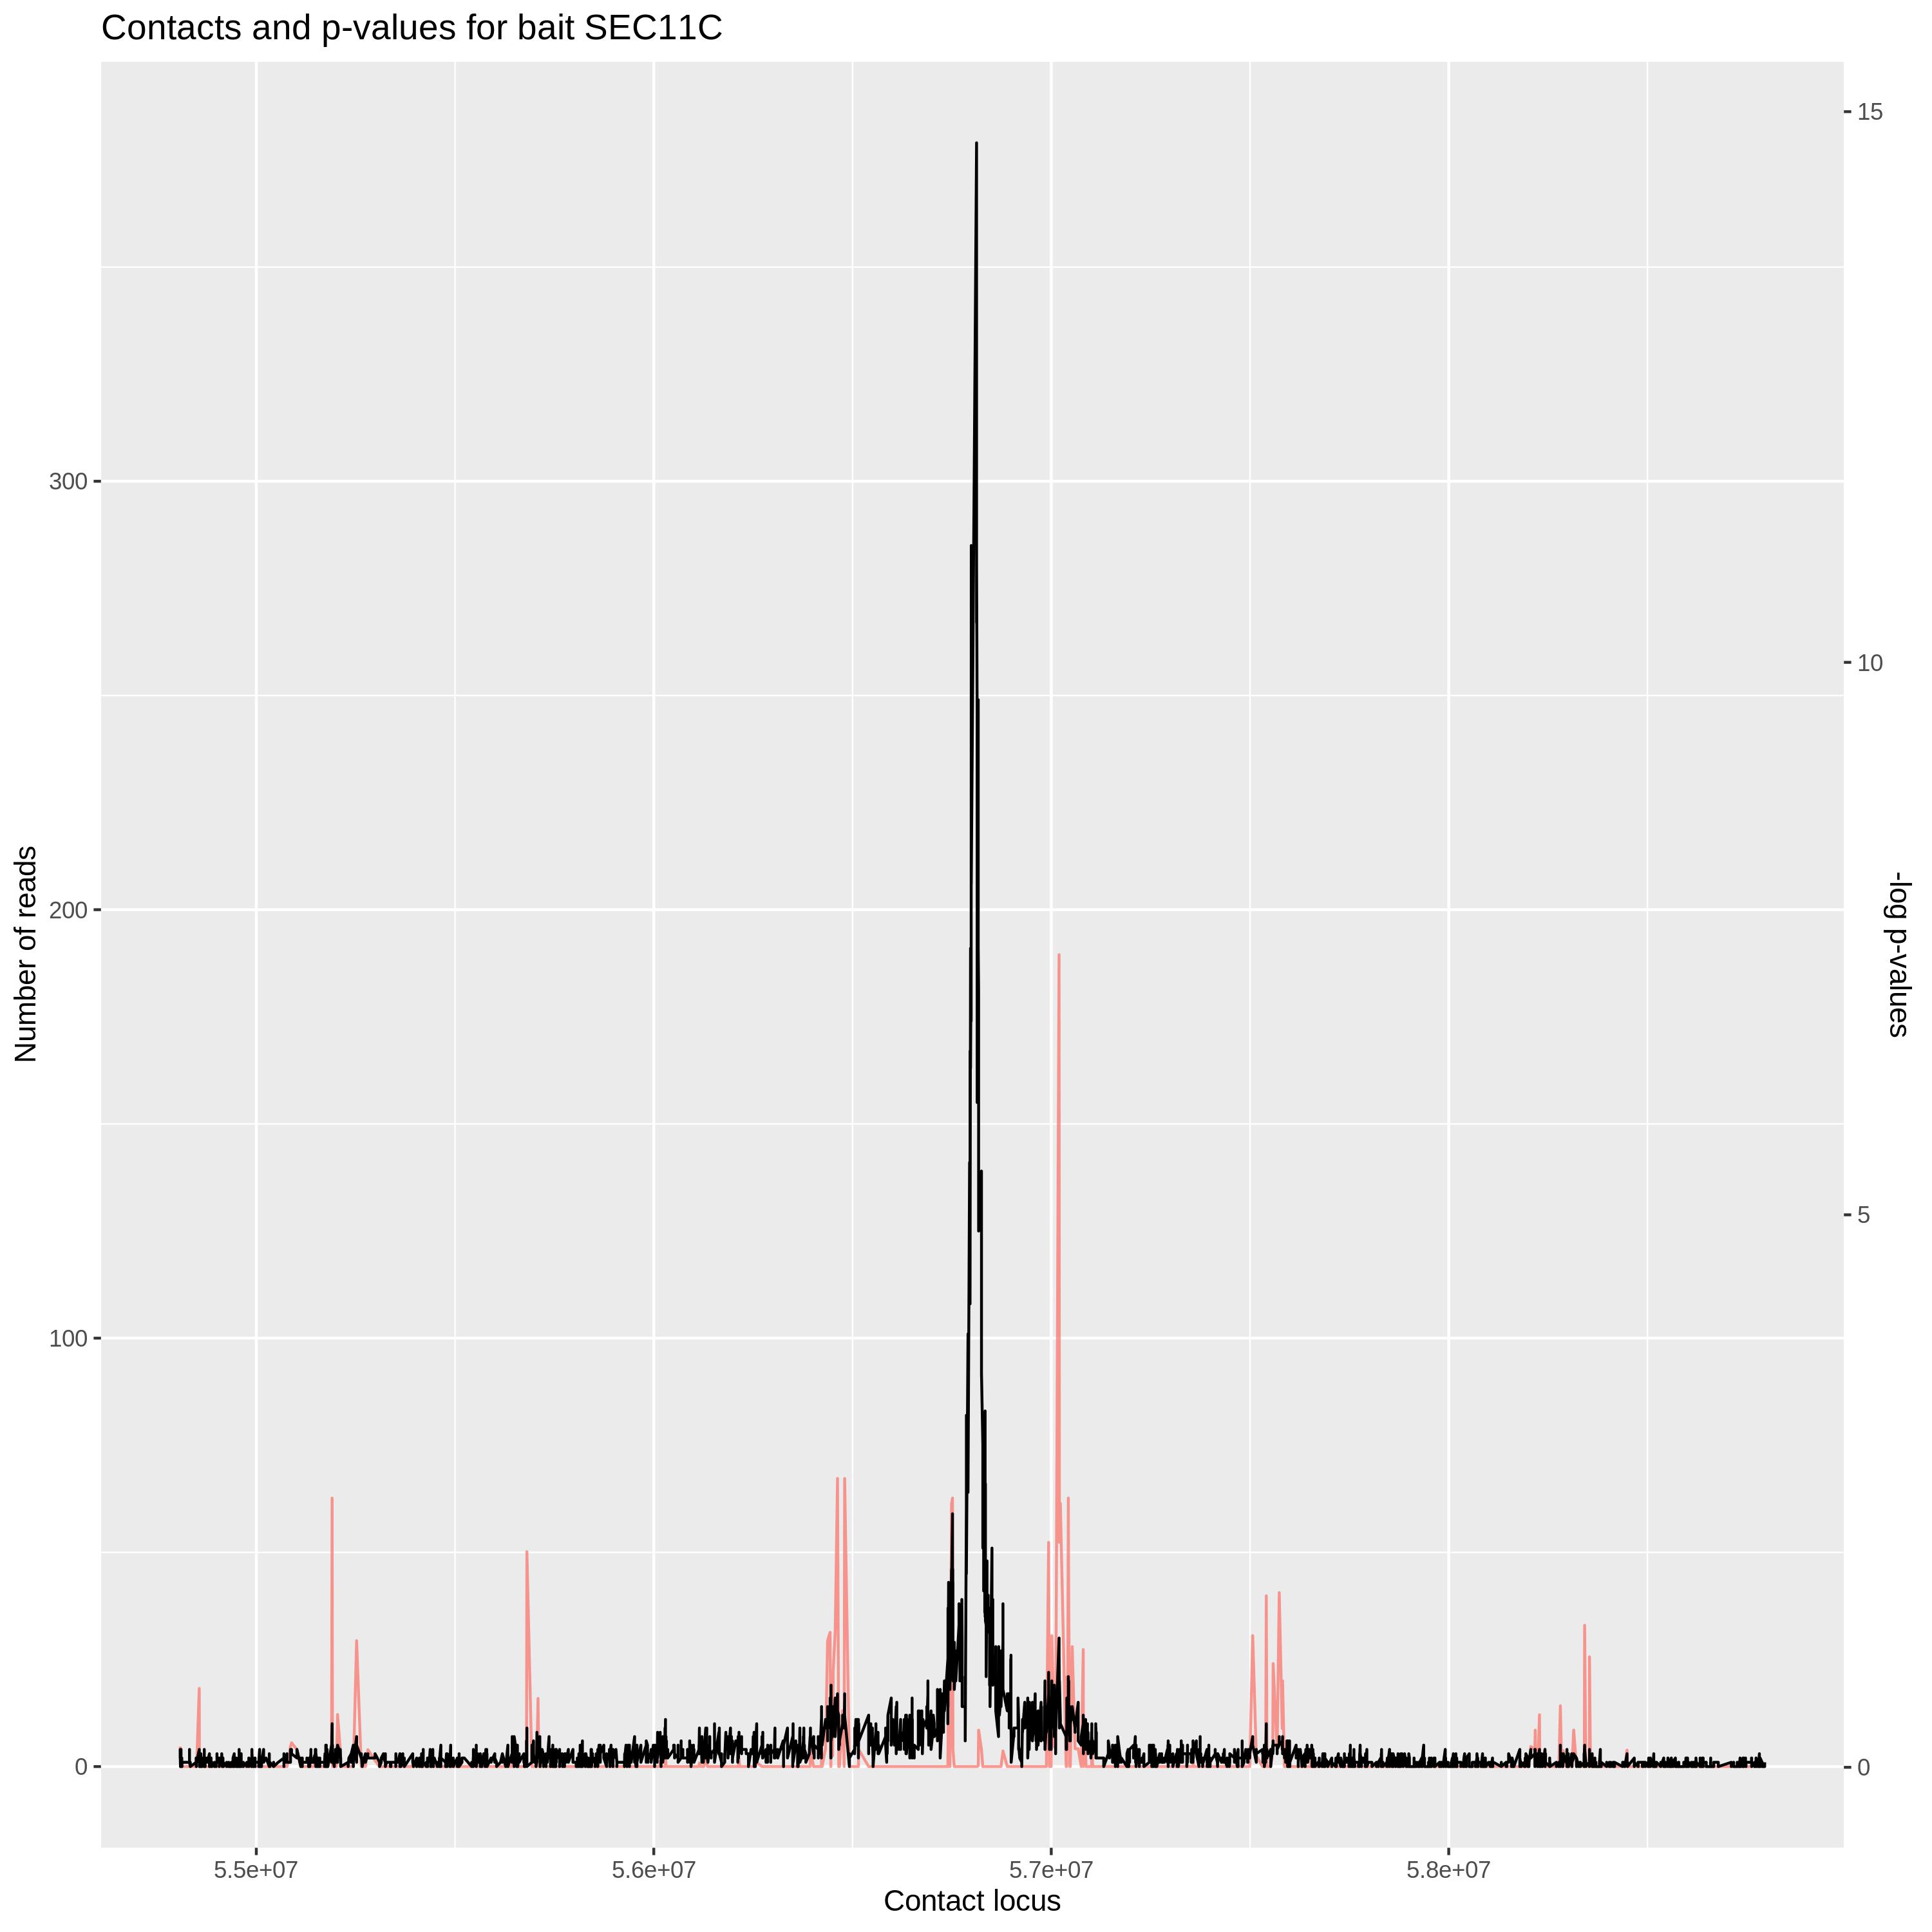 Contacts and p-values for bait SEC11C
15
300
10
200
Number of reads
-log p-values
5
100
0
0
5.5e+07
5.6e+07
5.7e+07
5.8e+07
Contact locus